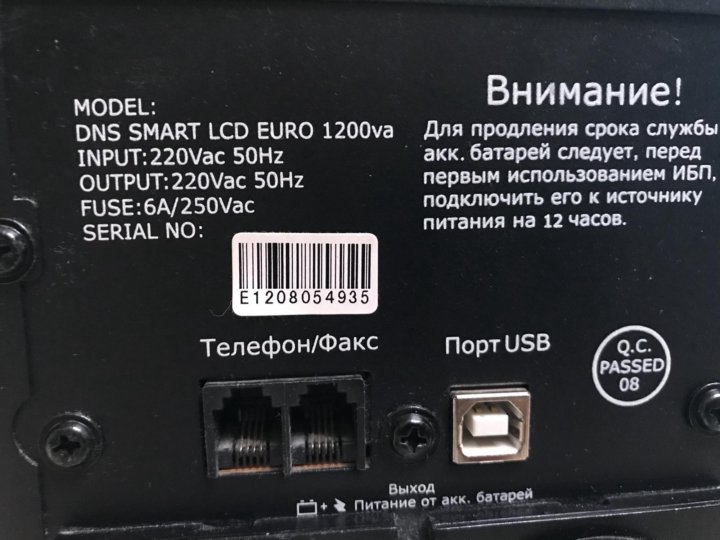 MODEL:
DNS SMART LCD EURO 1200va
INPUT:220Vac 50Hz
OUTPUT:220Vac 50Hz
FUSE:6A/250Vac
SERIAL NO:
E1208054935
Внимание!
Для продления срока службы
акк. батарей следует, перед
первым использованием ИБП,
подключить его к источнику
питания на 12 часов.
Телефон/Факс
Порт USB
Q.C.
PASSED
08
Выход
+ Питание от акк. батарей